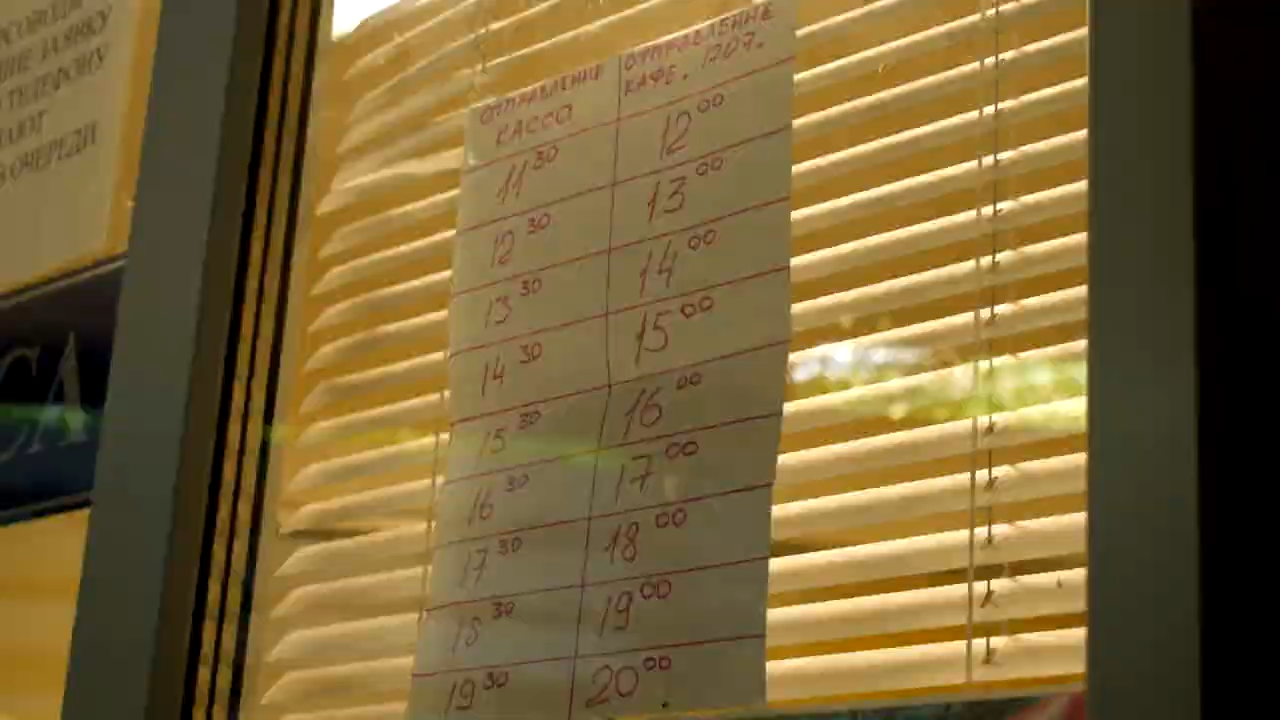 ТЕЛЕФОНУ
ОЧЕРЕДИ
СА
ОТПРАВЛЕНИЕ
КАССА
ОТПРАВЛЕНИЕ
КАФЕ.
11 30 12 00
12 30 13 00
13 30 14 00
14 30 15 00
15 30 16 00
16 30 17 00
17 30 18 00
18 30 19 00
19 30 20 00